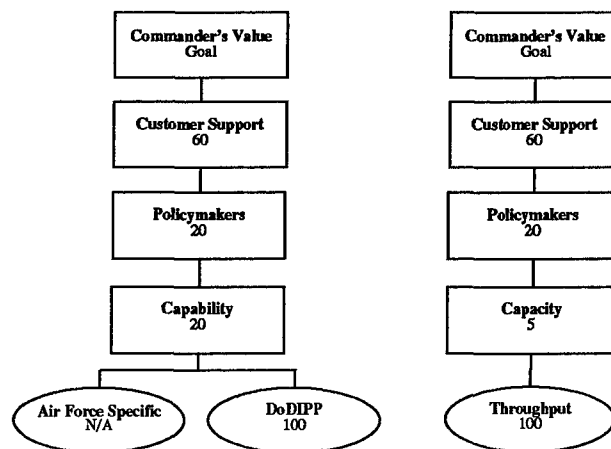 Commander's Value
Goal
Customer Support
60
Policymakers
20
Capability
20
Air Force Specific
N/A
DoDIPP
100
Commander's Value
Goal
Customer Support
60
Policymakers
20
Capacity
5
Throughput
100